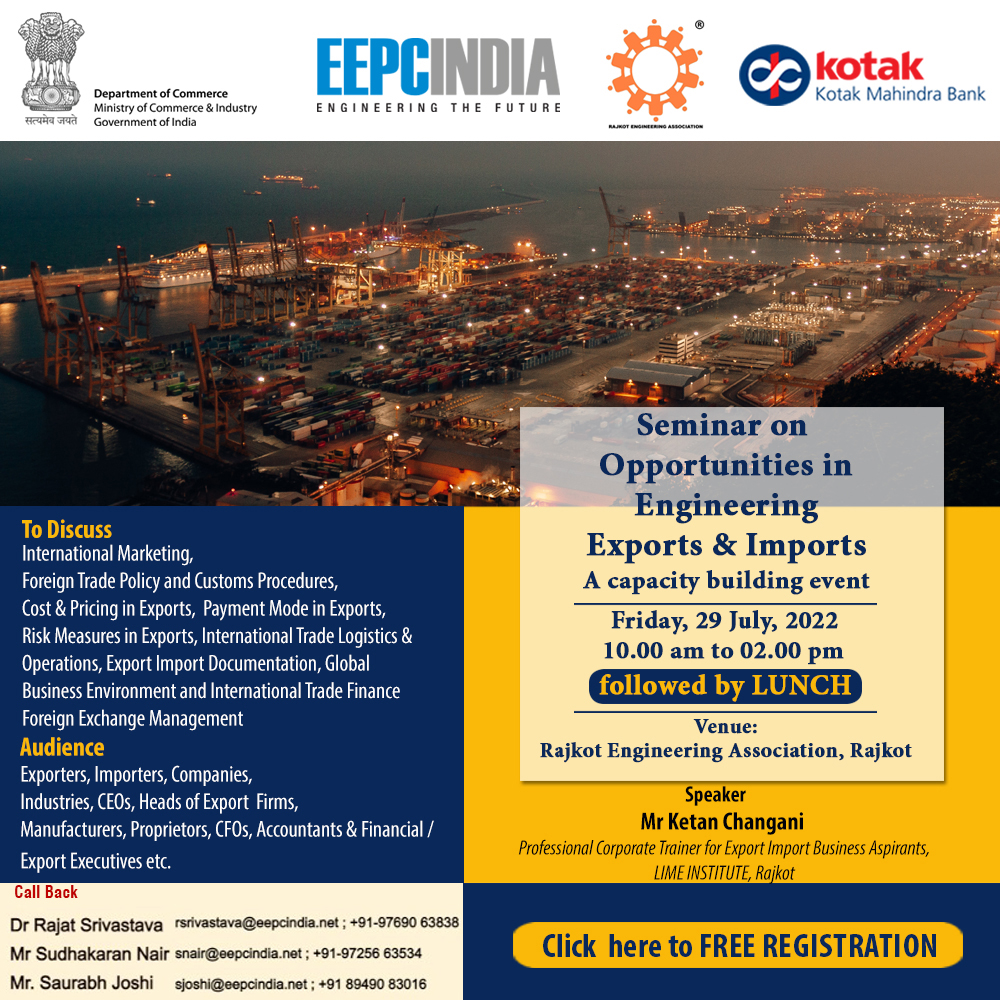 सत्यमेव जयते
Department of Commerce
Ministry of Commerce & Industry
Government of India
EEPCINDIA
ENGINEERING THE FUTURE
®
RAJKOT ENGINEERING ASSOCIATION
kotak
Kotak Mahindra Bank
Seminar on
Opportunities in
Engineering
Exports & Imports
A capacity building event
Friday, 29 July, 2022
10.00 am to 02.00 pm
followed by LUNCH
Venue:
Rajkot Engineering Association, Rajkot
To Discuss
International Marketing,
Foreign Trade Policy and Customs Procedures,
Cost & Pricing in Exports, Payment Mode in Exports,
Risk Measures in Exports, International Trade Logistics &
Operations, Export Import Documentation, Global
Business Environment and International Trade Finance
Foreign Exchange Management
Audience
Exporters, Importers, Companies,
Industries, CEOs, Heads of Export Firms,
Manufacturers, Proprietors, CFOs, Accountants & Financial /
Export Executives etc.
Speaker
Mr Ketan Changani
Professional Corporate Trainer for Export Import Business Aspirants,
LIME INSTITUTE, Rajkot
Call Back
Dr Rajat Srivastava rsrivastava@eepcindia.net ; +91-97690 63838
Mr Sudhakaran Nair snair@eepcindia.net ; +91-97256 63534
Mr. Saurabh Joshi sjoshi@eepcindia.net ; +91 89490 83016
Click here to FREE REGISTRATION